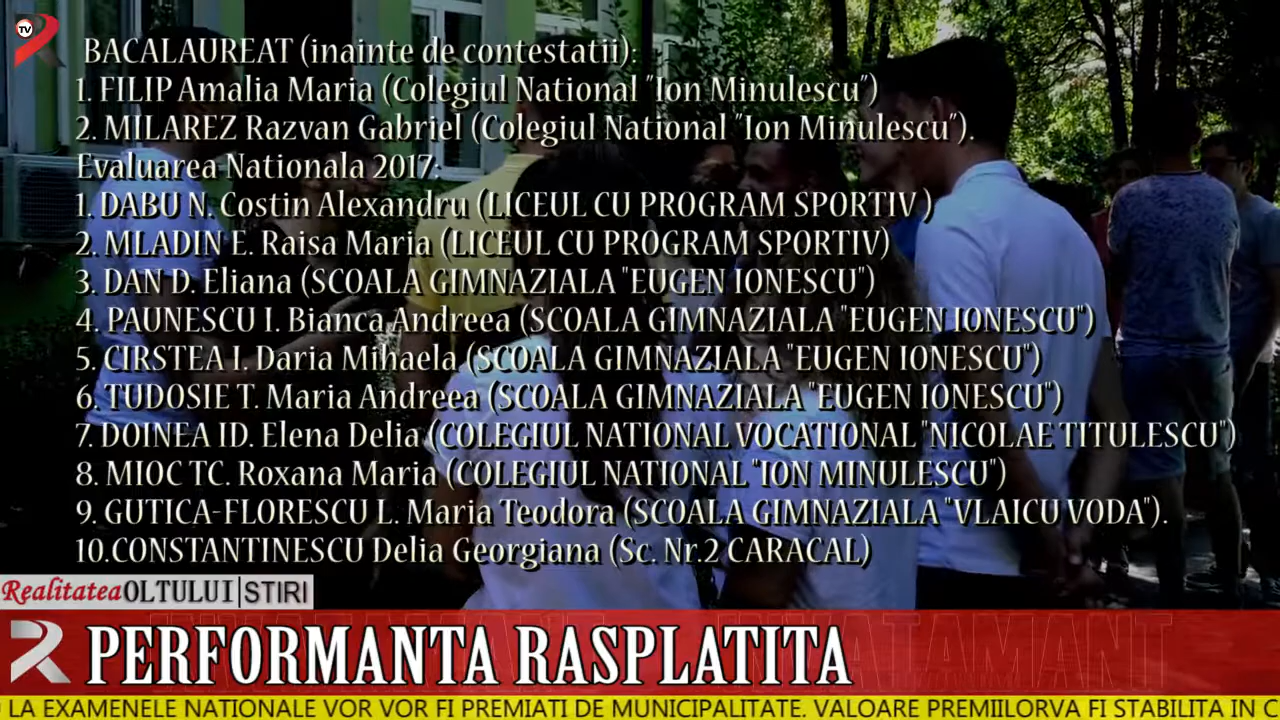 TV
BACALAUREAT (inainte de contestatii):
1. FILIP Amalia Maria (Colegiul National "Ion Minulescu")
2. MILAREZ Razvan Gabriel (Colegiul National "Ion Minulescu").
Evaluarea Nationala 2017:
1. DABU N. Costin Alexandru (LICEUL CU PROGRAM SPORTIV )
2. MLADIN E. Raisa Maria (LICEUL CU PROGRAM SPORTIV)
3. DAN D. Eliana (SCOALA GIMNAZIALA "EUGEN IONESCU")
4. PAUNESCU I. Bianca Andreea (SCOALA GIMNAZIALA "EUGEN IONESCU")
5. CIRSTEA I. Daria Mihaela (SCOALA GIMNAZIALA "EUGEN IONESCU")
6. TUDOSIE T. Maria Andreea (SCOALA GIMNAZIALA "EUGEN IONESCU")
7. DOINEA ID. Elena Delia (COLEGIUL NATIONAL VOCATIONAL "NICOLAE TITULESCU")
8. MIOC TC. Roxana Maria (COLEGIUL NATIONAL "ION MINULESCU")
9. GUTICA-FLORESCU L. Maria Teodora (SCOALA GIMNAZIALA "VLAICU VODA").
10.CONSTANTINESCU Delia Georgiana (Sc. Nr.2 CARACAL)
RealitateaOLTULUI|STIRI
PERFORMANTA RASPLATITA
LA EXAMENELE NATIONALE VOR VOR FI PREMIATI DE MUNICIPALITATE. VALOARE PREMIILORVA FI STABILITA IN